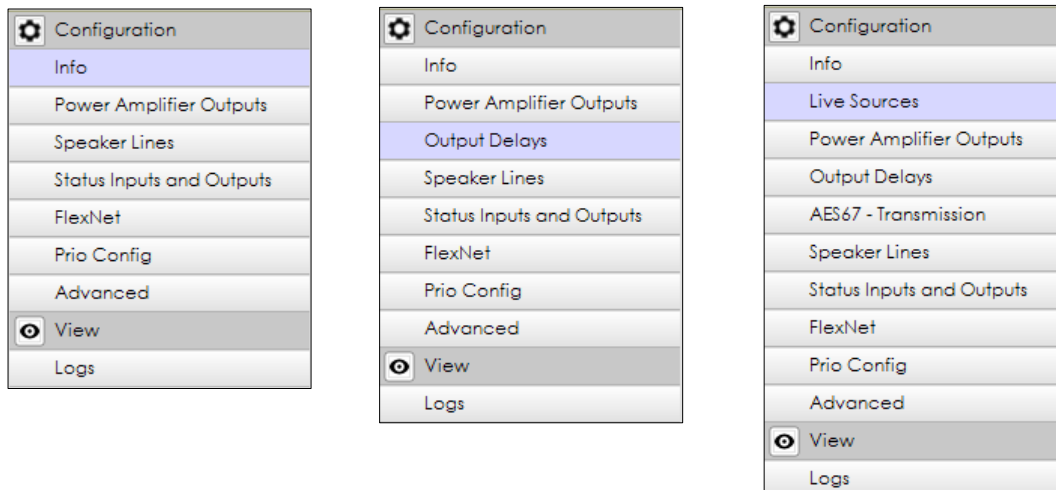 Configuration
Info
Power Amplifier Outputs
Speaker Lines
Status Inputs and Outputs
FlexNet
Prio Config
Advanced
View
Logs
Configuration
Info
Power Amplifier Outputs
Output Delays
Speaker Lines
Status Inputs and Outputs
FlexNet
Prio Config
Advanced
View
Logs
Configuration
Info
Live Sources
Power Amplifier Outputs
Output Delays
AES67 - Transmission
Speaker Lines
Status Inputs and Outputs
FlexNet
Prio Config
Advanced
View
Logs